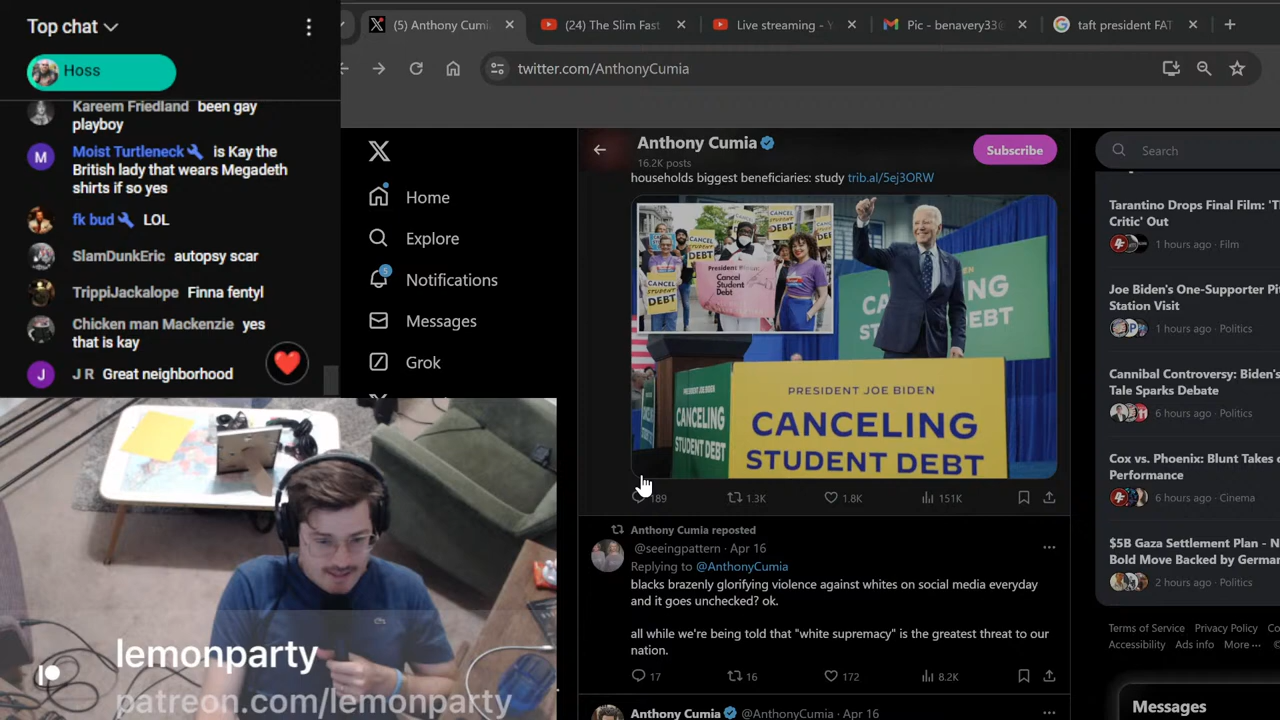 Top chat
Hoss
Kareem Friedland been gay
playboy
M
Moist Turtleneck is Kay the
British lady that wears Megadeth
shirts if so yes
fk bud LOL
SlamDunkEric autopsy scar
TrippiJackalope Finna fentyl
Chicken man Mackenzie yes
that is kay
J
J R Great neighborhood
(5) Anthony Cumia
(24) The Slim Fast
Live streaming - Y
Pic - benavery33@
taft president FAT
twitter.com/AnthonyCumia
Home
Explore
5
Notifications
Messages
Grok
Anthony Cumia
16.2K posts
Subscribe
households biggest beneficiaries: study trib.al/5ej3ORW
CANCEL
STUDENT
DEBT
President Biden:
Cancel
Student
Debt
PRESIDENT JOE BIDEN
CANCELING
STUDENT DEBT
CANCELING
STUDENT DEBT
189
1.3K
1.8K
151K
Anthony Cumia reposted
@seeingpattern · Apr 16
Replying to @AnthonyCumia
blacks brazenly glorifying violence against whites on social media everyday
and it goes unchecked? ok.
all while we're being told that "white supremacy" is the greatest threat to our
nation.
17
16
172
8.2K
Anthony Cumia @AnthonyCumia · Apr 16
Search
Tarantino Drops Final Film: 'T
Critic' Out
1 hours ago · Film
Joe Biden's One-Supporter Pi
Station Visit
1 hours ago · Politics
Cannibal Controversy: Biden's
Tale Sparks Debate
6 hours ago · Politics
Cox vs. Phoenix: Blunt Takes o
Performance
6 hours ago · Cinema
$5B Gaza Settlement Plan - N
Bold Move Backed by Germa
2 hours ago · Politics
Terms of Service Privacy Policy Co
Accessibility Ads info More ···
Messages
lemonparty
patreon.com/lemonparty